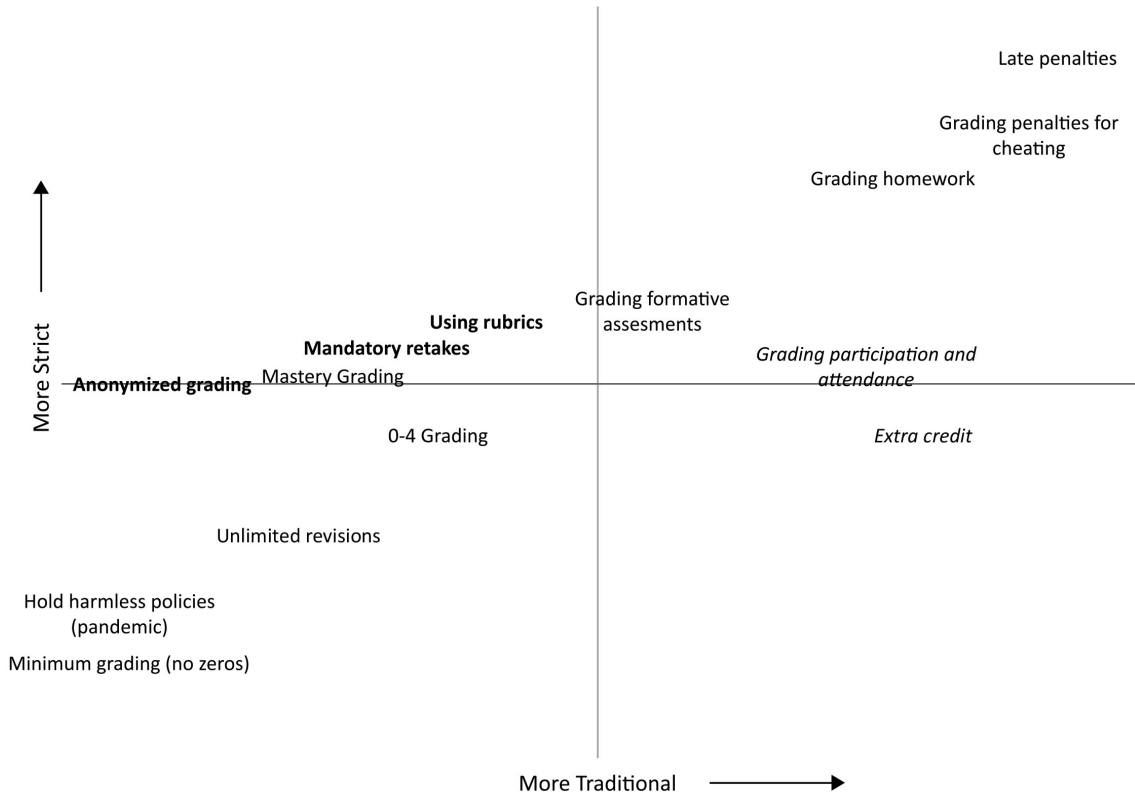 Late penalties
Grading penalties for
cheating
Grading homework
Grading formative
assesments
Using rubrics
Mandatory retakes
Grading participation and
attendance
Mastery Grading
Anonymized grading
More Strict
0-4 Grading
Extra credit
Unlimited revisions
Hold harmless policies
(pandemic)
Minimum grading (no zeros)
More Traditional